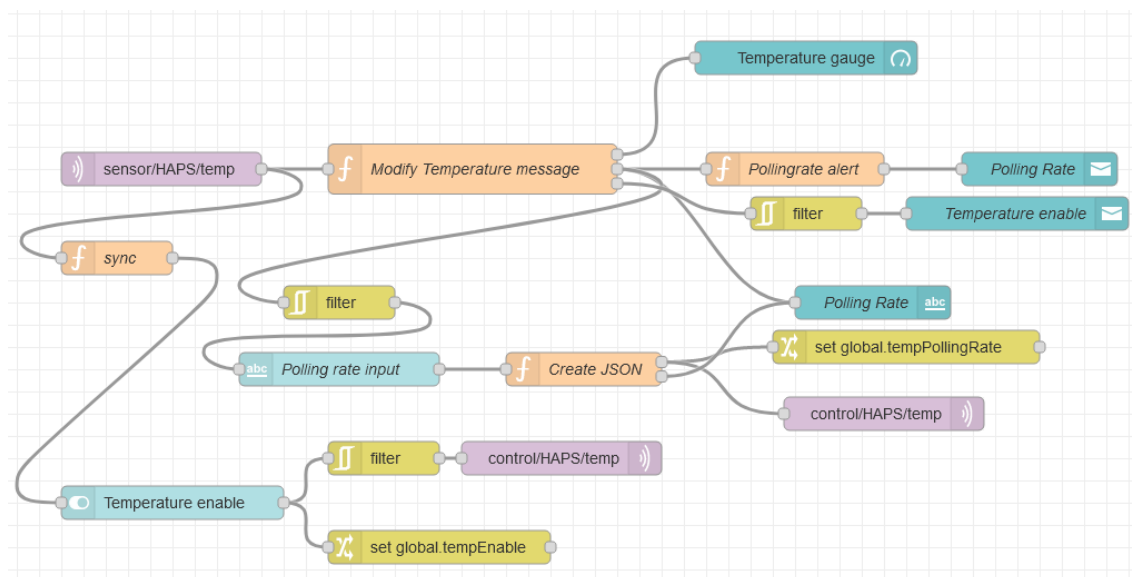 Temperature gauge
sensor/HAPS/temp
Modify Temperature message
Pollingrate alert
Polling Rate
filter
Temperature enable
sync
filter
Polling Rate
abc
set global.tempPollingRate
abc
Polling rate input
Create JSON
control/HAPS/temp
filter
control/HAPS/temp
Temperature enable
set global.tempEnable